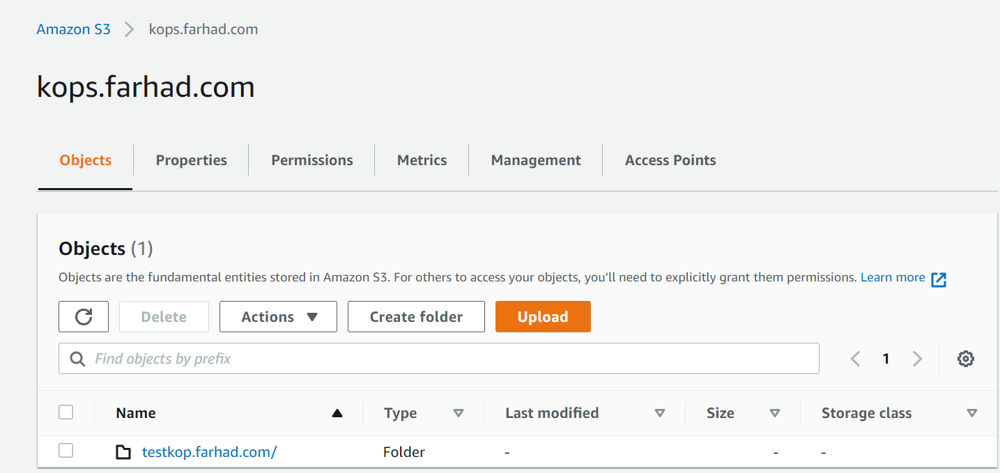 Amazon S3 > kops.farhad.com
kops.farhad.com
Objects Properties Permissions Metrics Management Access Points
Objects (1)
Objects are the fundamental entities stored in Amazon S3. For others to access your objects, you’ll need to explicitly grant them permissions. Learn more
Delete Actions Create folder Upload
Find objects by prefix 1
Name Type Last modified Size Storage class
testkop.farhad.com/ Folder - - -